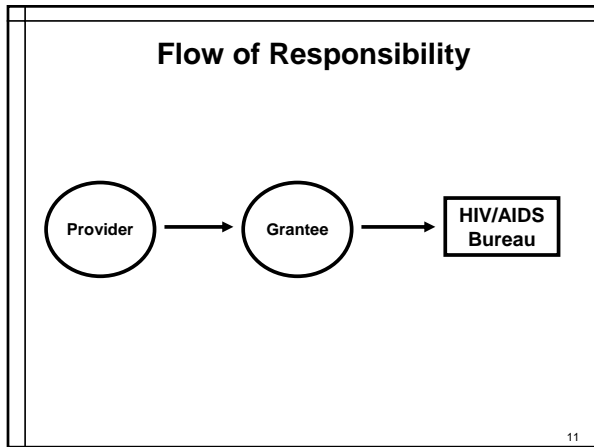 Flow of Responsibility
Provider
Grantee
HIV/AIDS
Bureau
11